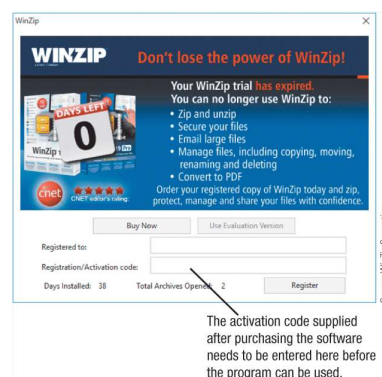 WinZip
WINZIP
Don't lose the power of WinZip!
Your WinZip trial has expired.
You can no longer use WinZip to:
• Zip and unzip
• Secure your files
• Email large files
• Manage files, including copying, moving,
renaming and deleting
• Convert to PDF
Order your registered copy of WinZip today and zip,
protect, manage and share your files with confidence.
DAYS LEFT
0
WinZip
cnet
CNET editor's rating
Buy Now
Use Evaluation Version
Registered to:
Registration/Activation code:
Days Installed: 38
Total Archives Opened: 2
Register
The activation code supplied
after purchasing the software
needs to be entered here before
the program can be used.